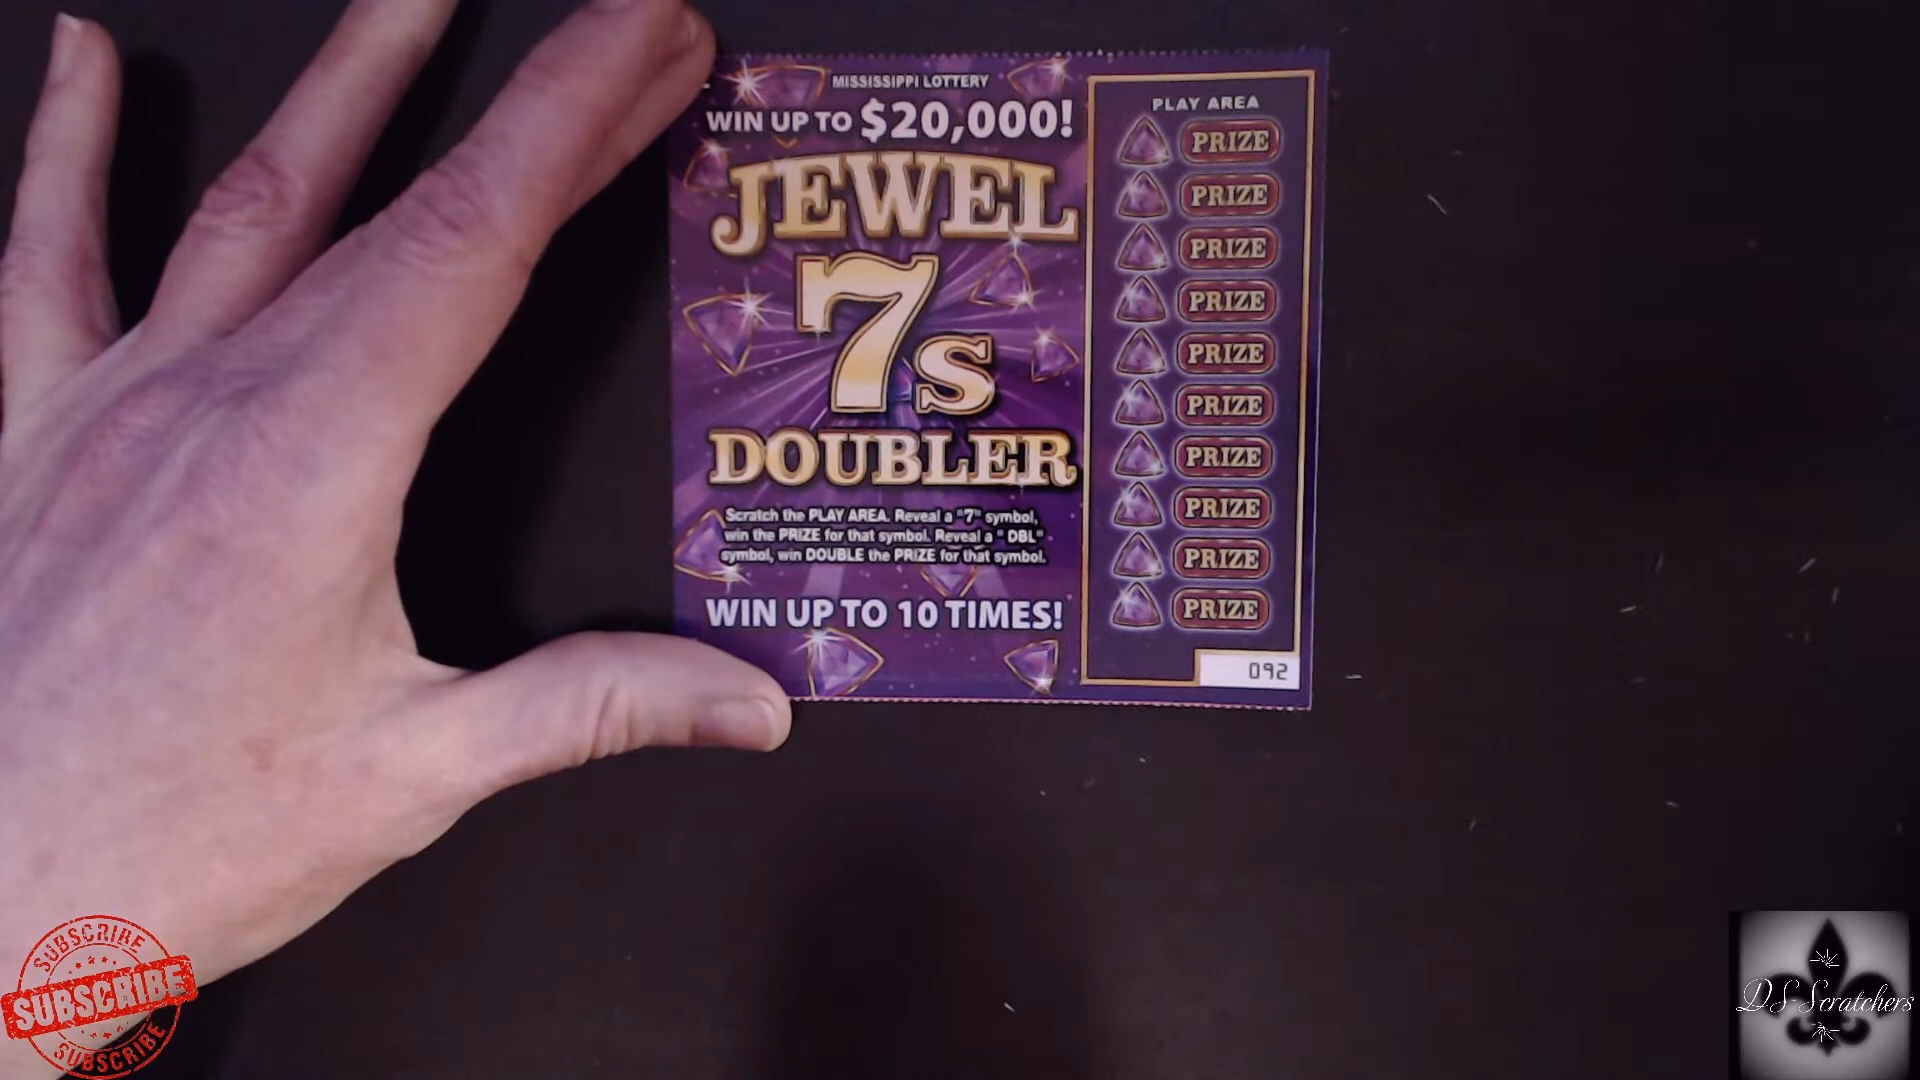 MISSISSIPPI LOTTERY
WIN UP TO $20,000!
JEWEL
7s
DOUBLER
Scratch the PLAY AREA. Reveal a "7" symbol,
win the PRIZE for that symbol. Reveal a "DBL"
symbol, win DOUBLE the PRIZE for that symbol.
WIN UP TO 10 TIMES!
PLAY AREA
PRIZE
PRIZE
PRIZE
PRIZE
PRIZE
PRIZE
PRIZE
PRIZE
PRIZE
PRIZE
092
SUBSCRIBE
SUBSCRIBE
SUBSCRIBE
DS-Scratchers